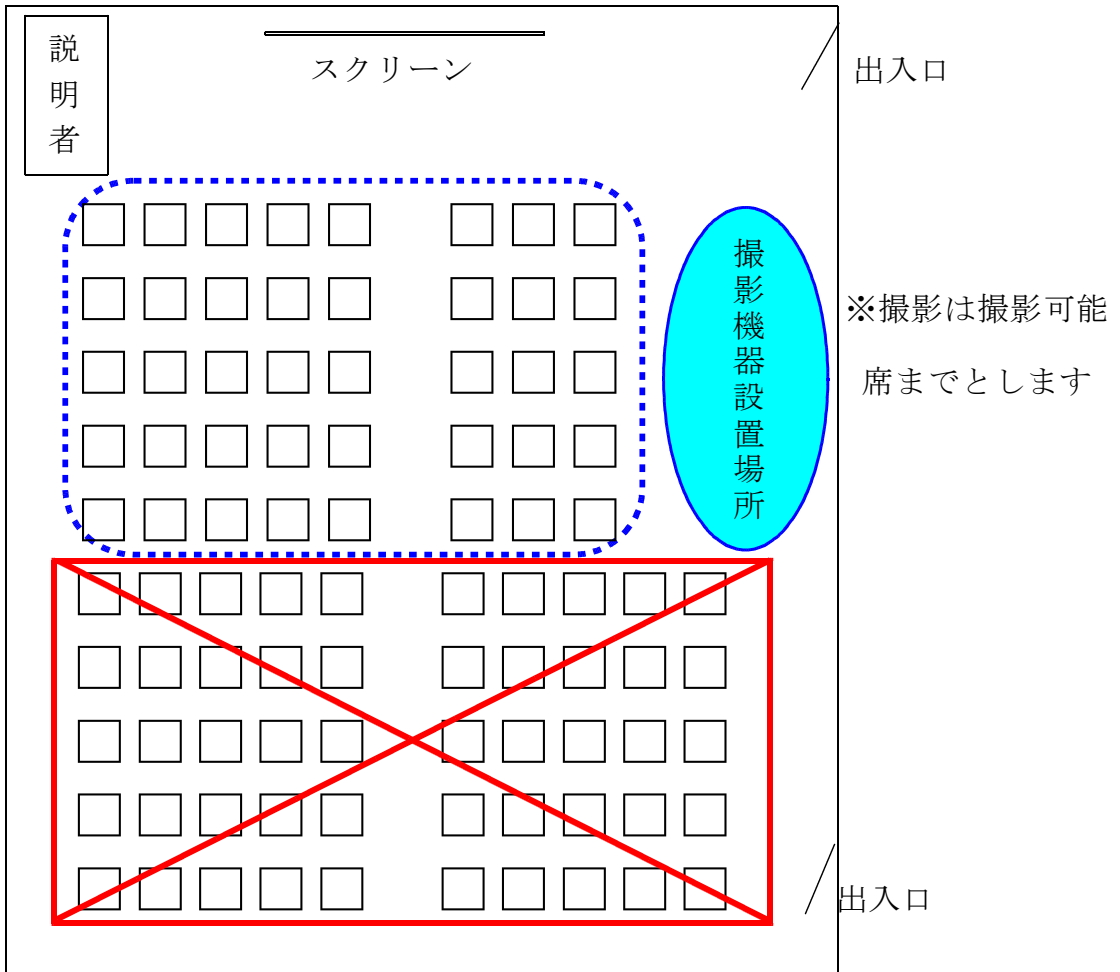 説明者
スクリーン
出入口
撮影機器設置場所
※撮影は撮影可能
席までとします
出入口